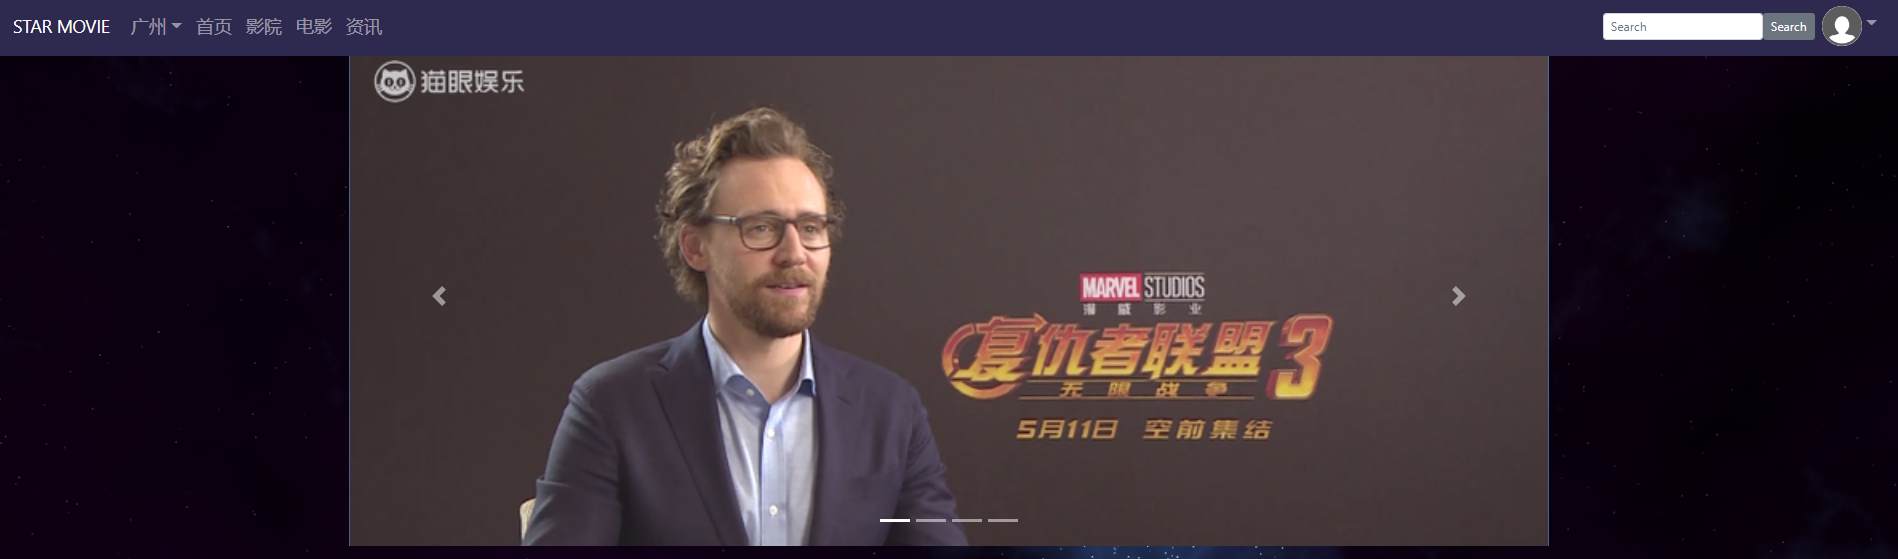 STAR MOVIE 广州 首页 影院 电影 资讯 Search Search
猫眼娱乐
MARVEL STUDIOS
漫威影业
复仇者联盟3
无限战争
5月11日 空前集结